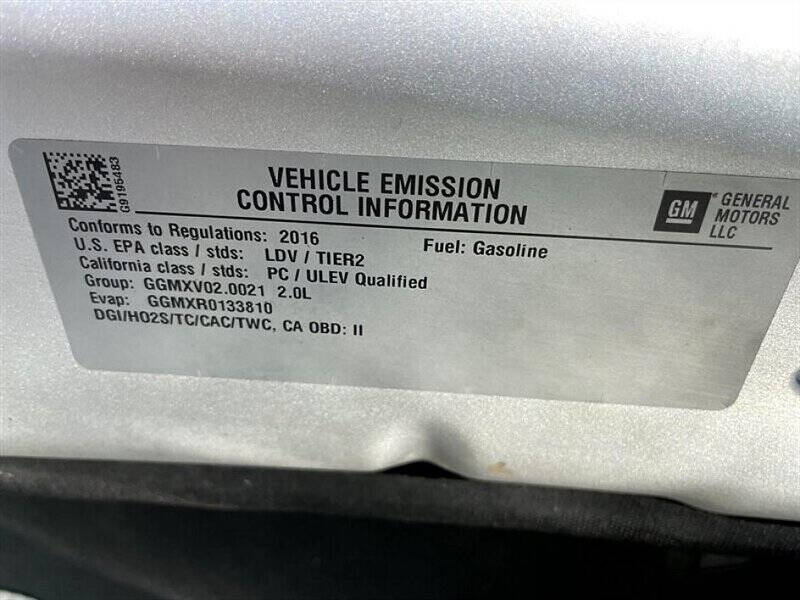 G9195483
VEHICLE EMISSION
CONTROL INFORMATION
GM
GENERAL
MOTORS
LLC
Conforms to Regulations: 2016 Fuel: Gasoline
U.S. EPA class / stds: LDV / TIER2
California class / stds: PC / ULEV Qualified
Group: GGMXV02.0021 2.0L
Evap: GGMXR0133810
DGI/HO2S/TC/CAC/TWC, CA OBD: II